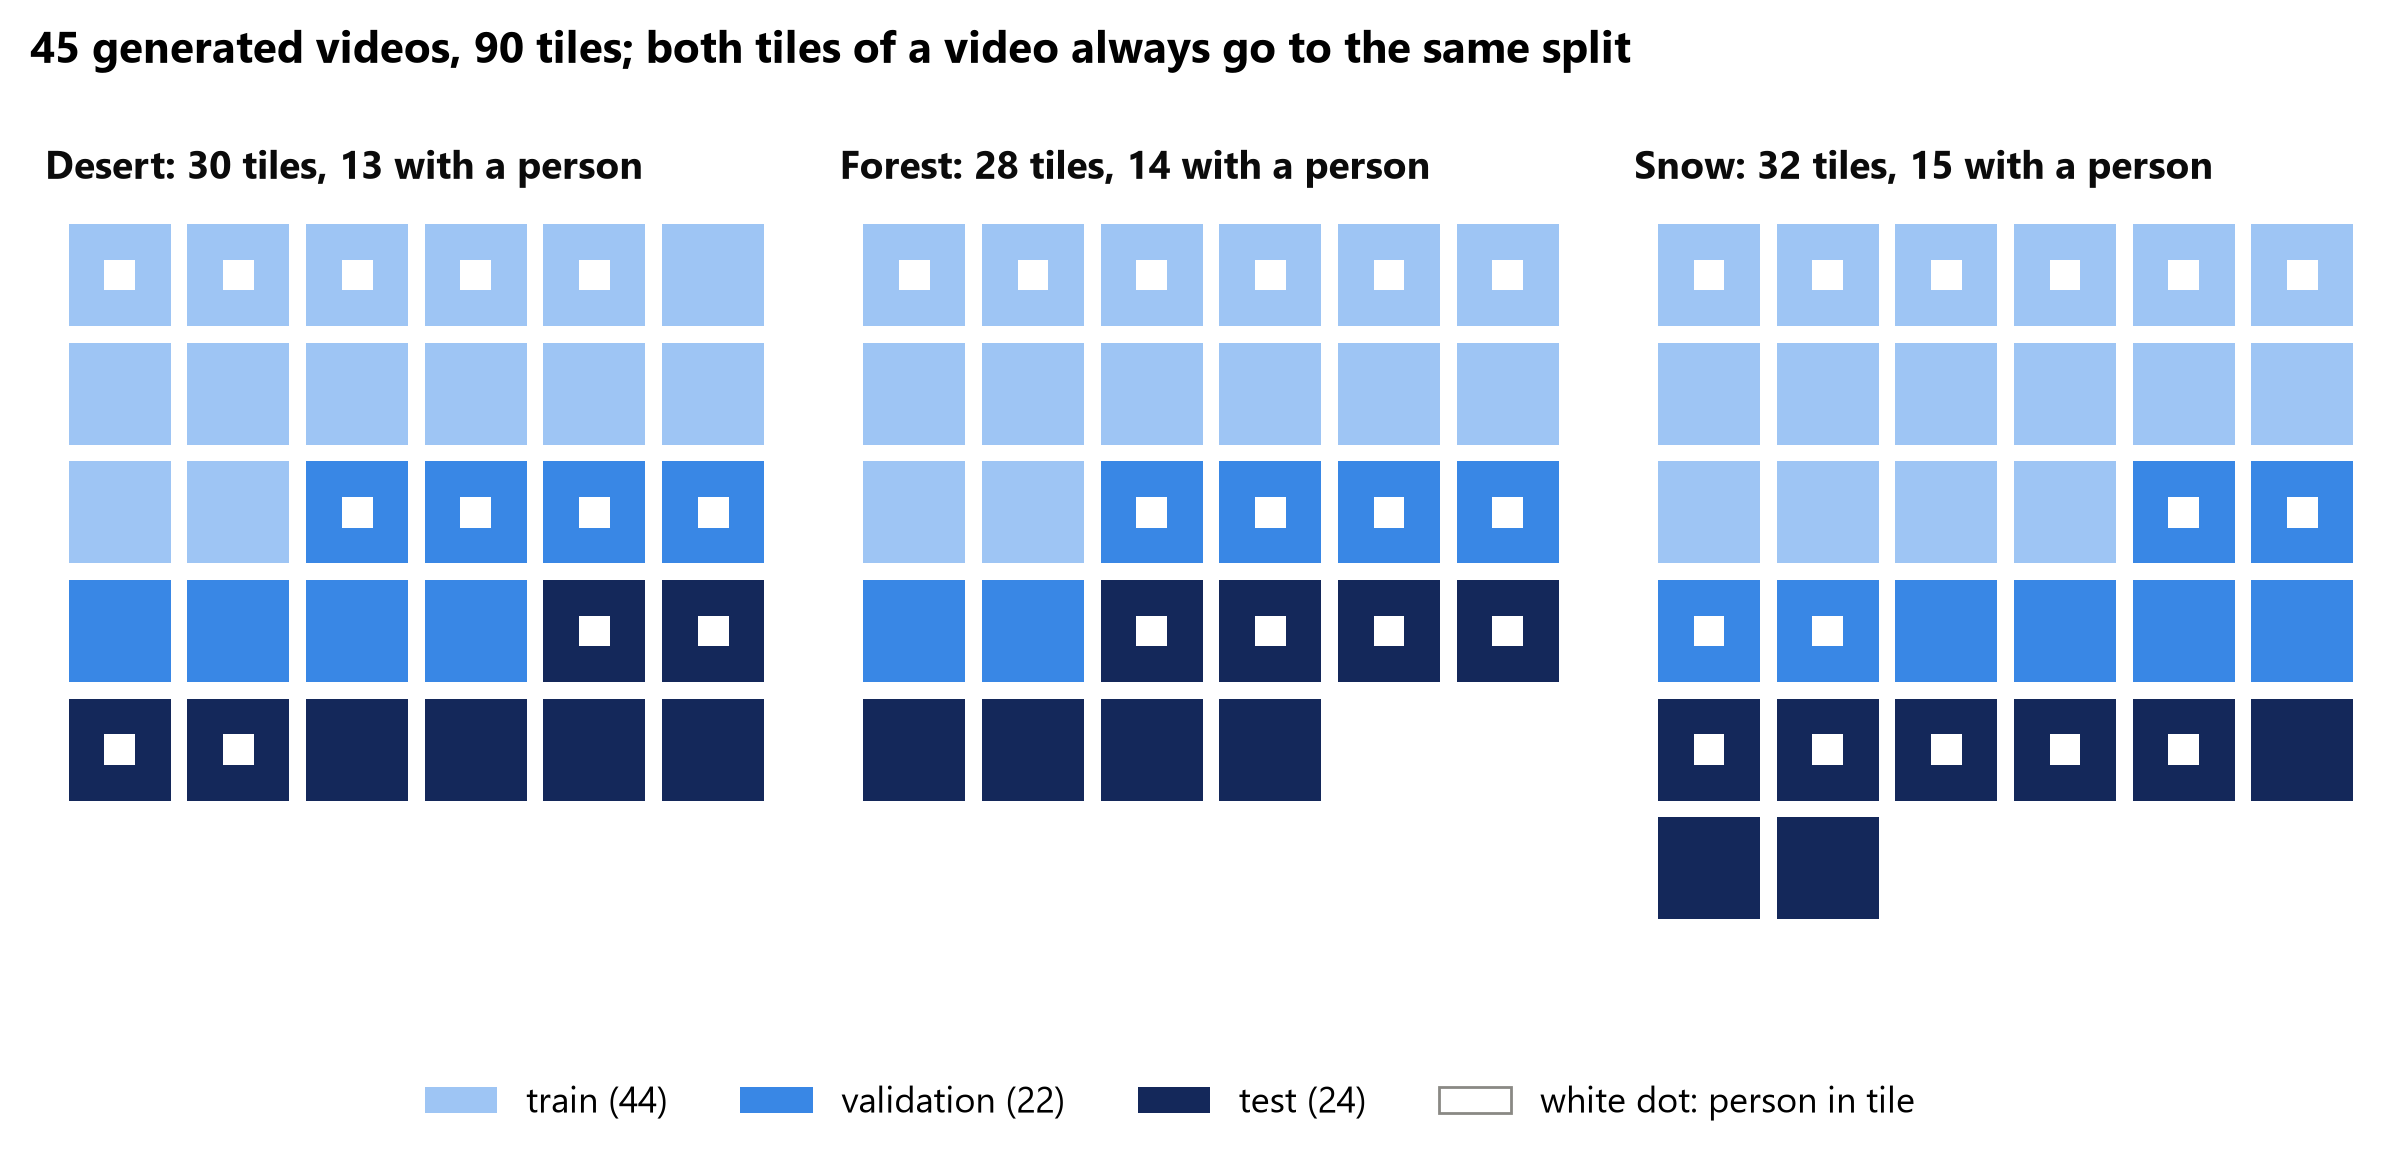 45 generated videos, 90 tiles; both tiles of a video always go to the same split
Desert: 30 tiles, 13 with a person
Forest: 28 tiles, 14 with a person
Snow: 32 tiles, 15 with a person
train (44)
validation (22)
test (24)
white dot: person in tile